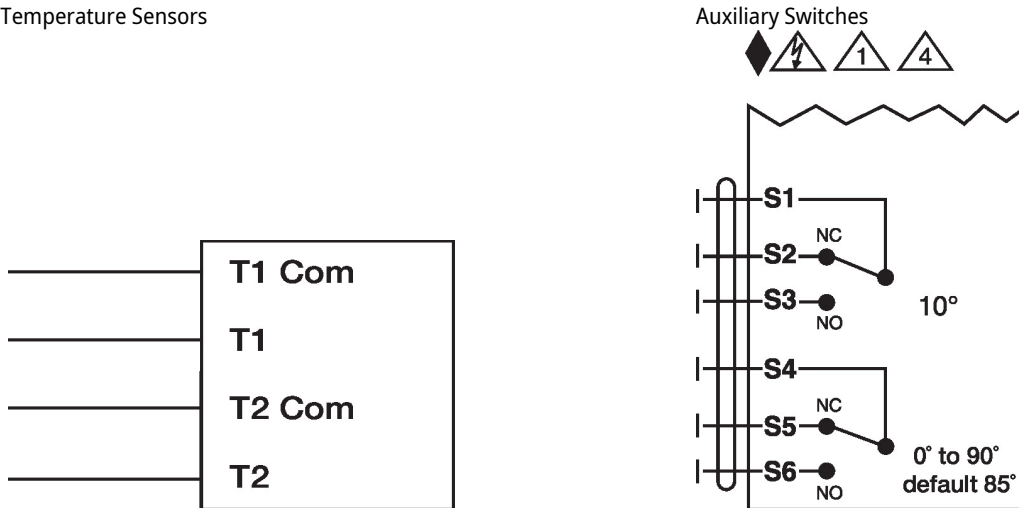 Temperature Sensors
T1 Com
T1
T2 Com
T2
Auxiliary Switches
1 4
S1
NC
S2
S3
NO
10°
S4
NC
S5
S6
NO
0° to 90°
default 85°